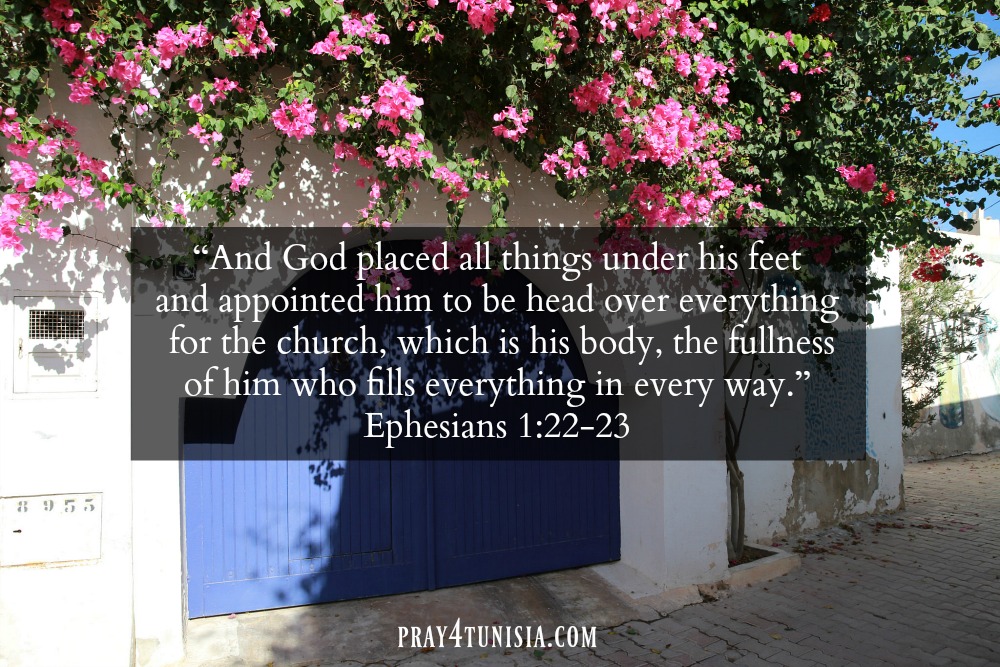 “And God placed all things under his feet
and appointed him to be head over everything
for the church, which is his body, the fullness
of him who fills everything in every way.”
Ephesians 1:22-23
8955
PRAY4TUNISIA.COM